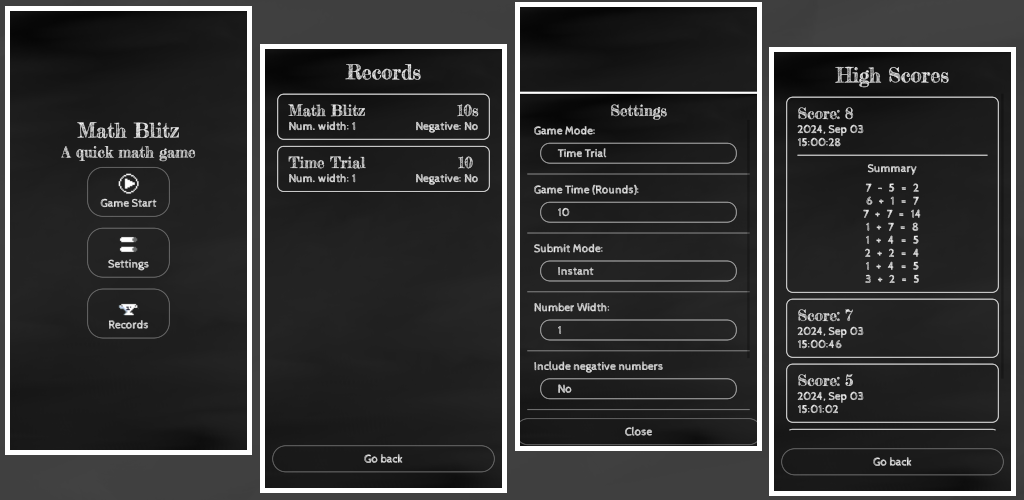 Math Blitz
A quick math game
Game Start
Settings
Records
Records
Math Blitz 10s
Num. width: 1 Negative: No
Time Trial 10
Num. width: 1 Negative: No
Go back
Settings
Game Mode:
Time Trial
Game Time (Rounds):
10
Submit Mode:
Instant
Number Width:
1
Include negative numbers
No
Close
High Scores
Score: 8
2024, Sep 03
15:00:28
Summary
7 - 5 = 2
6 + 1 = 7
7 + 7 = 14
1 + 7 = 8
1 + 4 = 5
2 + 2 = 4
1 + 4 = 5
3 + 2 = 5
Score: 7
2024, Sep 03
15:00:46
Score: 5
2024, Sep 03
15:01:02
Go back